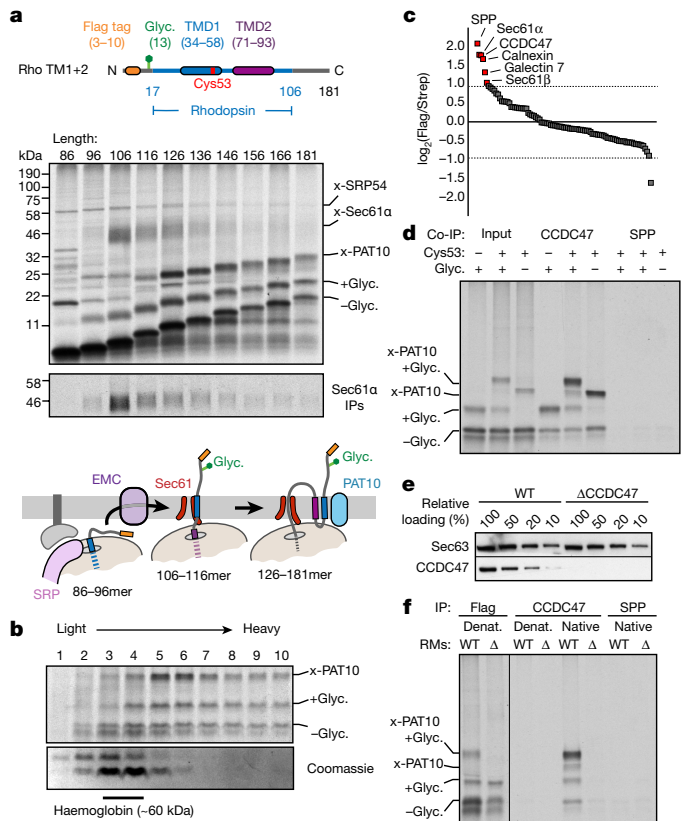 a
Flag tag (3–10)
Glyc. (13)
TMD1 (34–58)
TMD2 (71–93)
Rho TM1+2
N
C
Cys53
17
106
181
Rhodopsin
Length:
kDa
86 96 106 116 126 136 146 156 166 181
190
100
75
58
46
32
25
22
11
x-SRP54
x-Sec61α
x-PAT10
+Glyc.
–Glyc.
58
46
Sec61α IPs
EMC
Sec61
Glyc.
Glyc.
PAT10
SRP
86–96mer
106–116mer
126–181mer
b
Light
Heavy
1 2 3 4 5 6 7 8 9 10
x-PAT10
+Glyc.
–Glyc.
Coomassie
Haemoglobin (~60 kDa)
c
SPP
Sec61α
CCDC47
Calnexin
Galectin 7
Sec61β
log2(Flag/Strep)
2.0
1.5
1.0
0.5
0.0
–0.5
–1.0
–1.5
–2.0
d
Co-IP: Input CCDC47 SPP
Cys53: – + + – + + – + +
Glyc.: + + – + + – + + –
x-PAT10 +Glyc.
x-PAT10
+Glyc.
–Glyc.
e
WT ΔCCDC47
Relative loading (%)
100 50 20 10 100 50 20 10
Sec63
CCDC47
f
IP: Flag CCDC47 SPP
Denat. Denat. Native Native
RMs: WT Δ WT Δ WT Δ WT Δ
x-PAT10 +Glyc.
x-PAT10
+Glyc.
–Glyc.